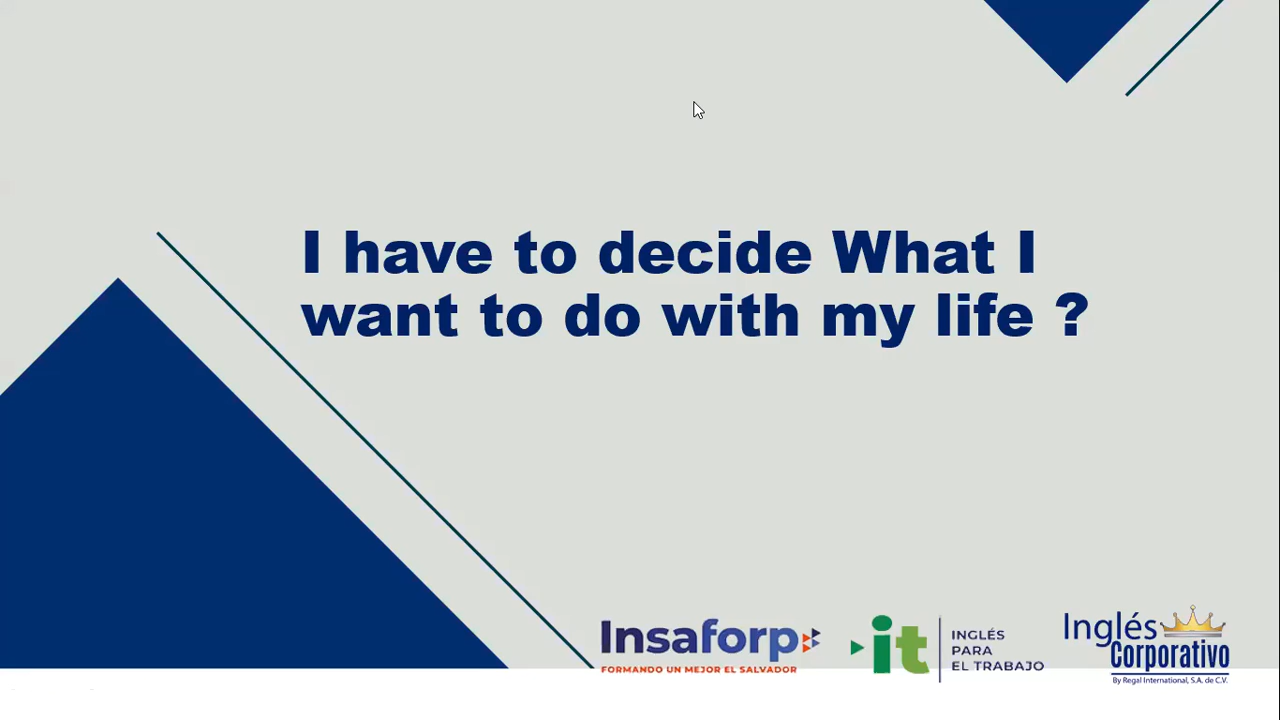 I have to decide What I
want to do with my life ?
Insaforp
FORMANDO UN MEJOR EL SALVADOR
it
INGLÉS
PARA
EL TRABAJO
Inglés
Corporativo
By Regal International, S.A. de C.V.